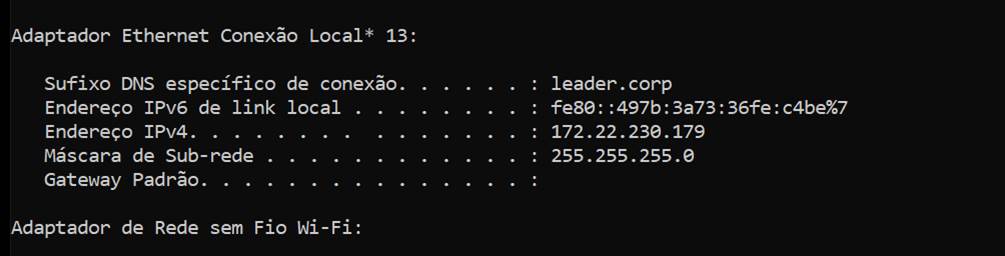 Adaptador Ethernet Conexão Local* 13:
Sufixo DNS específico de conexão. . . . . . : leader.corp
Endereço IPv6 de link local . . . . . . . . : fe80::497b:3a73:36fe:c4be%7
Endereço IPv4. . . . . . . . . . . . . . . : 172.22.230.179
Máscara de Sub-rede . . . . . . . . . . . . : 255.255.255.0
Gateway Padrão. . . . . . . . . . . . . . . :
Adaptador de Rede sem Fio Wi-Fi: